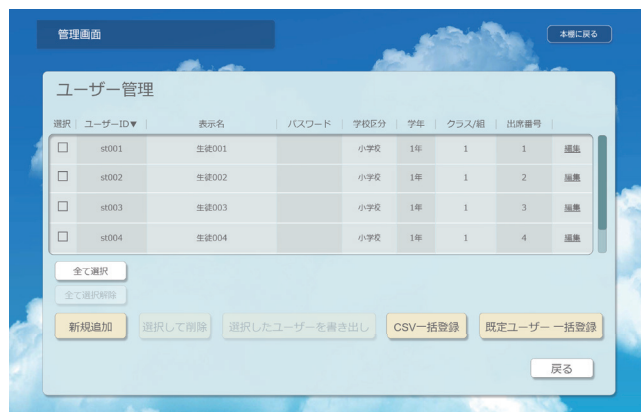 管理画面
本棚に戻る
ユーザー管理
選択 ユーザーID▼ 表示名 パスワード 学校区分 学年 クラス/組 出席番号
st001 生徒001 小学校 1年 1 1 編集
st002 生徒002 小学校 1年 1 2 編集
st003 生徒003 小学校 1年 1 3 編集
st004 生徒004 小学校 1年 1 4 編集
全て選択
全て選択解除
新規追加 選択して削除 選択したユーザーを書き出し CSV一括登録 既定ユーザー 一括登録
戻る